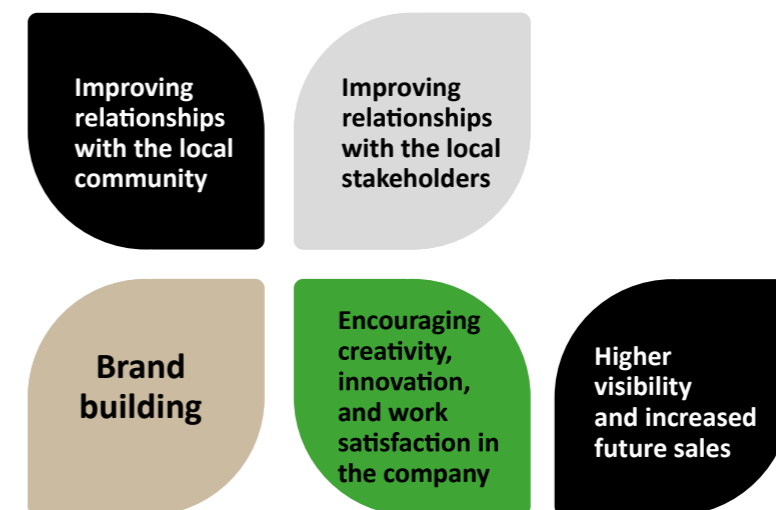 Improving
relationships
with the local
community
Improving
relationships
with the local
stakeholders
Brand
building
Encouraging
creativity,
innovation,
and work
satisfaction in
the company
Higher
visibility
and increased
future sales